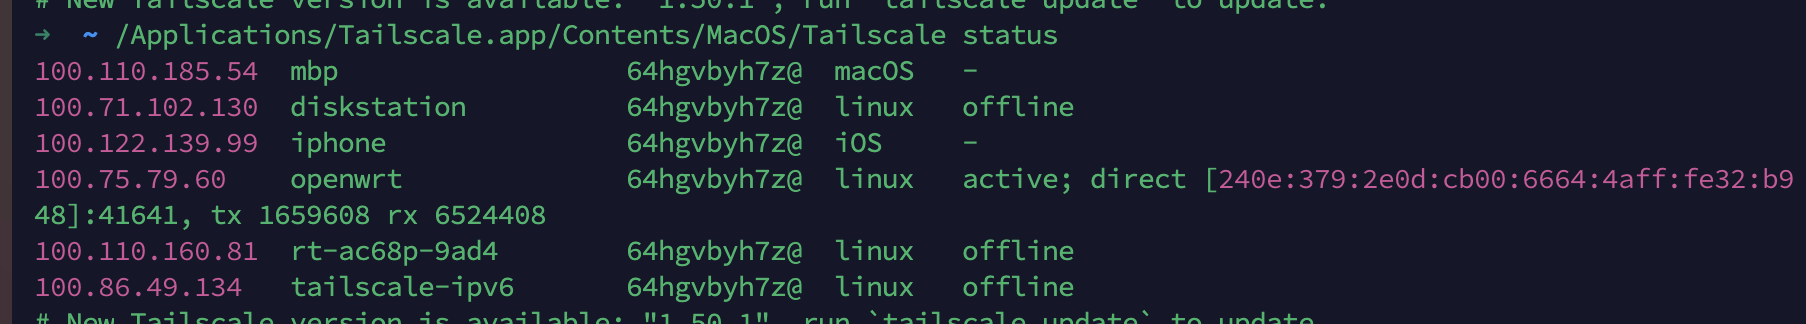 # New Tailscale version is available: "1.50.1", run `tailscale update` to update.
→ ~ /Applications/Tailscale.app/Contents/MacOS/Tailscale status
100.110.185.54 mbp 64hgvbyh7z@ macOS -
100.71.102.130 diskstation 64hgvbyh7z@ linux offline
100.122.139.99 iphone 64hgvbyh7z@ iOS -
100.75.79.60 openwrt 64hgvbyh7z@ linux active; direct [240e:379:2e0d:cb00:6664:4aff:fe32:b9
48]:41641, tx 1659608 rx 6524408
100.110.160.81 rt-ac68p-9ad4 64hgvbyh7z@ linux offline
100.86.49.134 tailscale-ipv6 64hgvbyh7z@ linux offline
# New Tailscale version is available: "1.50.1", run `tailscale update` to update.